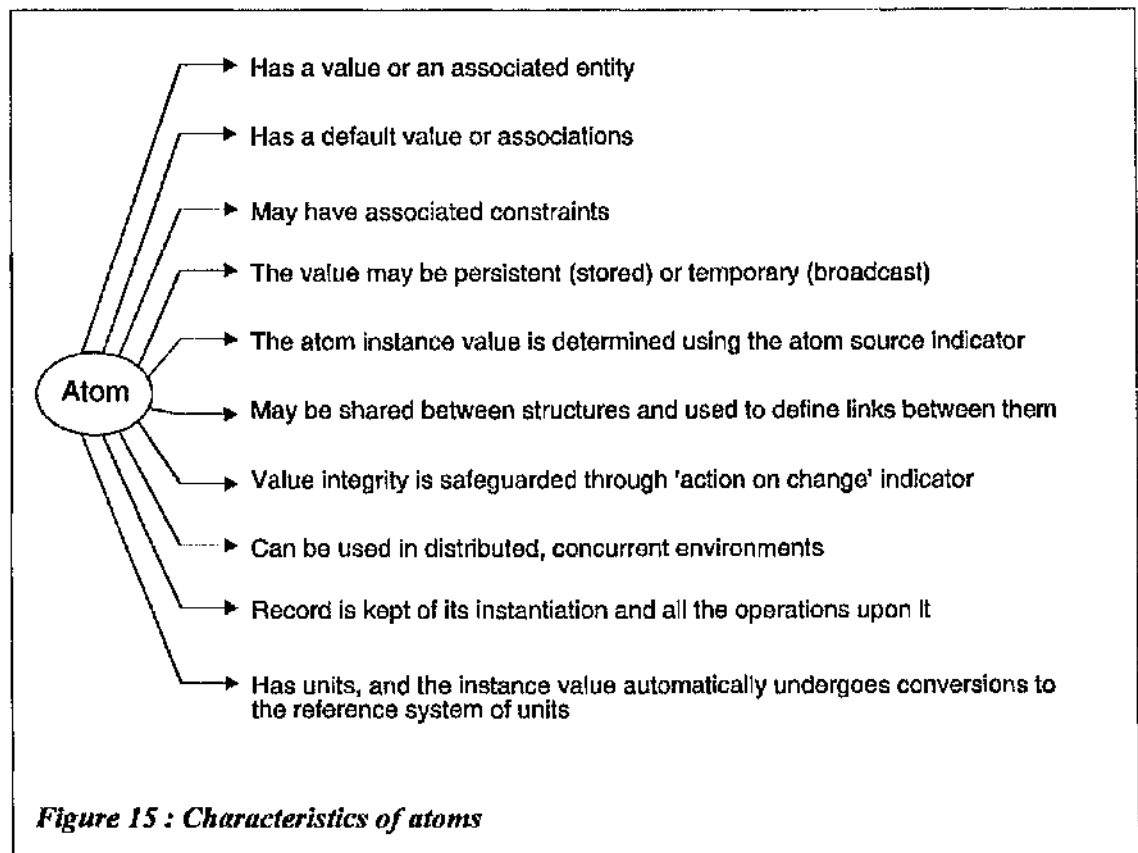 Has a value or an associated entity
Has a default value or associations
May have associated constraints
The value may be persistent (stored) or temporary (broadcast)
The atom instance value is determined using the atom source indicator
Atom
May be shared between structures and used to define links between them
Value integrity is safeguarded through 'action on change' indicator
Can be used in distributed, concurrent environments
Record is kept of its instantiation and all the operations upon it
Has units, and the instance value automatically undergoes conversions to
the reference system of units
Figure 15 : Characteristics of atoms